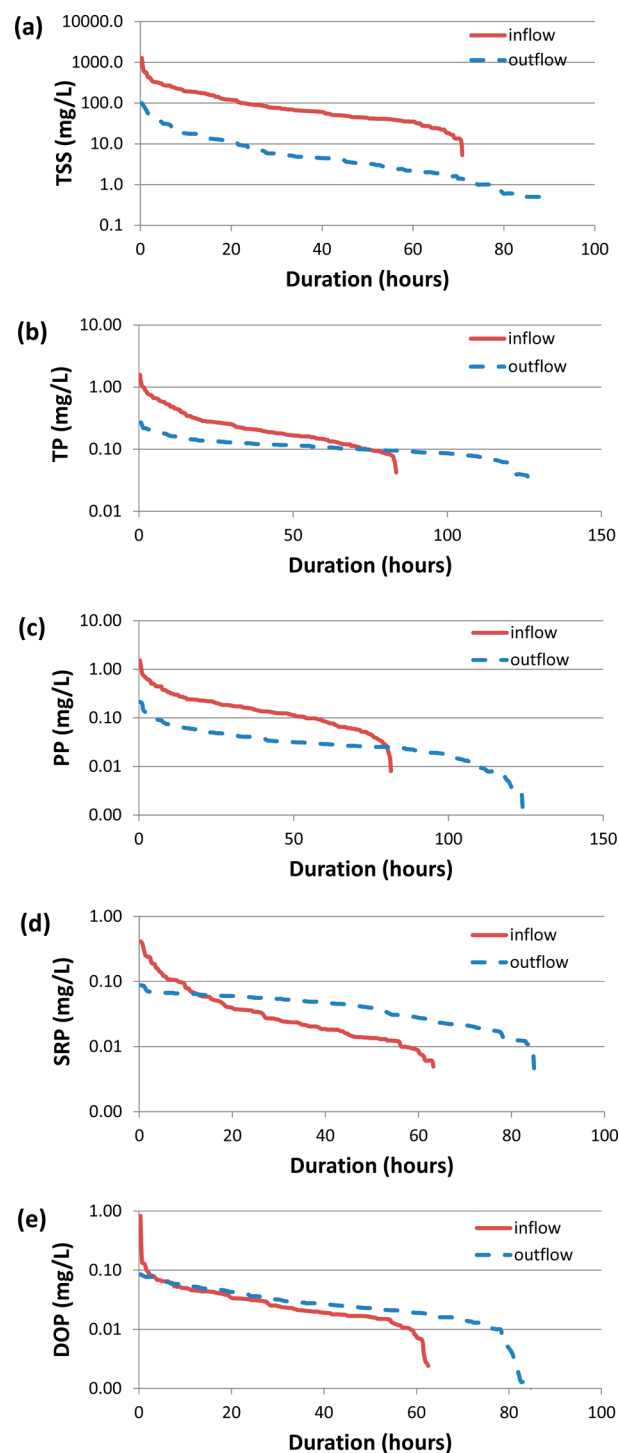 (a)
10000.0
1000.0
100.0
10.0
1.0
0.1
TSS (mg/L)
inflow
outflow
0 20 40 60 80 100
Duration (hours)
(b)
10.00
1.00
0.10
0.01
TP (mg/L)
inflow
outflow
0 50 100 150
Duration (hours)
(c)
10.00
1.00
0.10
0.01
0.00
PP (mg/L)
inflow
outflow
0 50 100 150
Duration (hours)
(d)
1.00
0.10
0.01
0.00
SRP (mg/L)
inflow
outflow
0 20 40 60 80 100
Duration (hours)
(e)
1.00
0.10
0.01
0.00
DOP (mg/L)
inflow
outflow
0 20 40 60 80 100
Duration (hours)